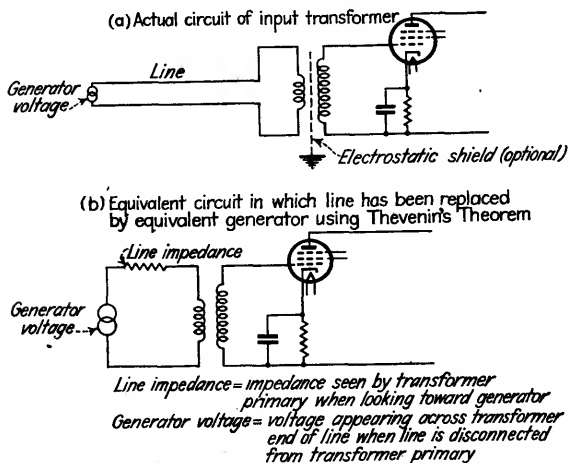 (a) Actual circuit of input transformer
Line
Generator
voltage
Electrostatic shield (optional)
(b) Equivalent circuit in which line has been replaced
by equivalent generator using Thevenin's Theorem
Line impedance
Generator
voltage
Line impedance = impedance seen by transformer
primary when looking toward generator
Generator voltage = voltage appearing across transformer
end of line when line is disconnected
from transformer primary